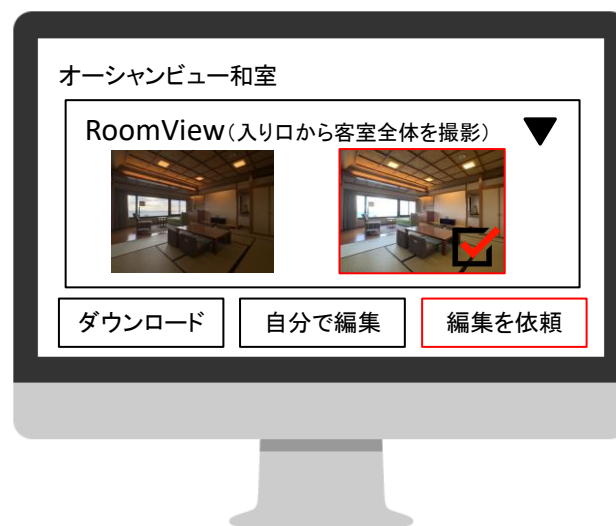 オーシャンビュー和室
RoomView(入り口から客室全体を撮影)
ダウンロード
自分で編集
編集を依頼